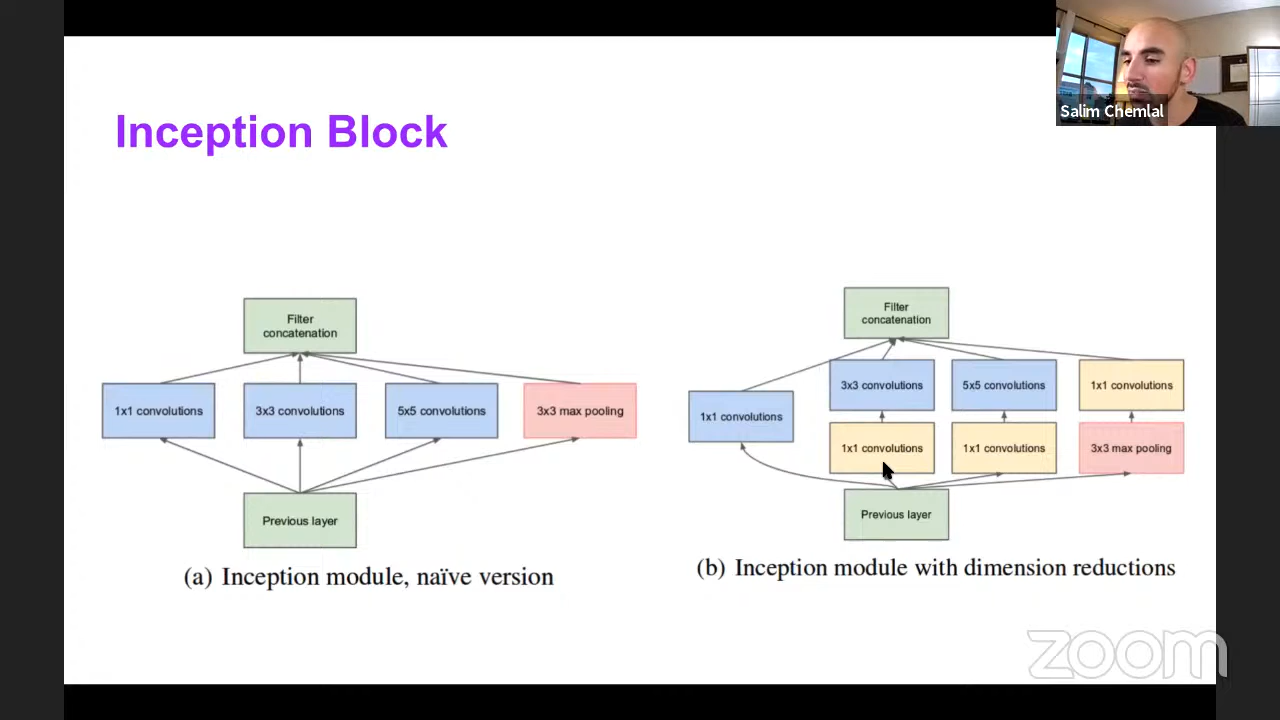 Salim Chemlal
Inception Block
Filter
concatenation
1x1 convolutions
3x3 convolutions
5x5 convolutions
3x3 max pooling
Previous layer
(a) Inception module, naïve version
Filter
concatenation
3x3 convolutions
5x5 convolutions
1x1 convolutions
1x1 convolutions
1x1 convolutions
1x1 convolutions
3x3 max pooling
Previous layer
(b) Inception module with dimension reductions
zoom